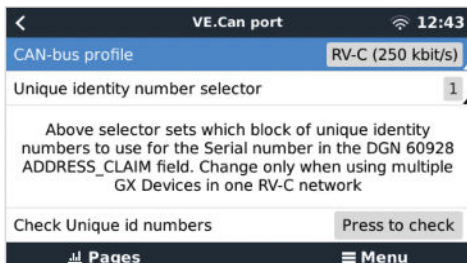 VE.Can port 12:43
CAN-bus profile RV-C (250 kbit/s)
Unique identity number selector 1
Above selector sets which block of unique identity
numbers to use for the Serial number in the DGN 60928
ADDRESS_CLAIM field. Change only when using multiple
GX Devices in one RV-C network
Check Unique id numbers Press to check
Pages Menu